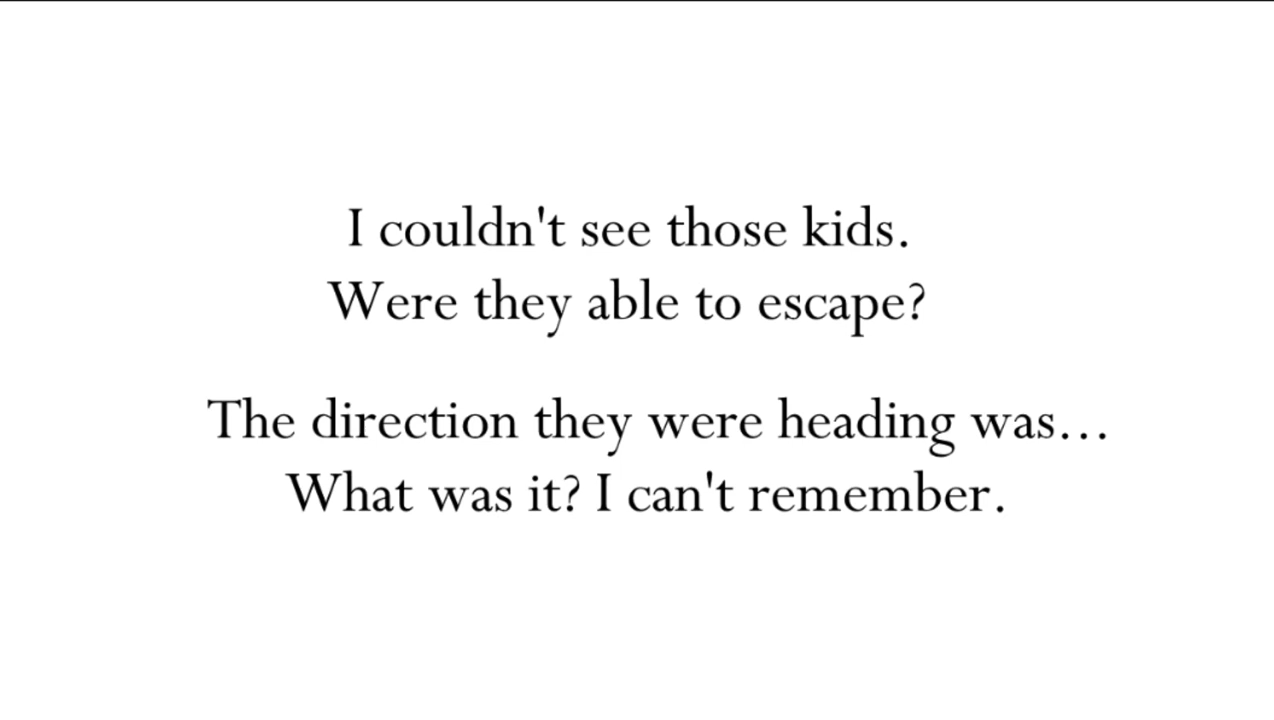 I couldn't see those kids.
Were they able to escape?
The direction they were heading was...
What was it? I can't remember.